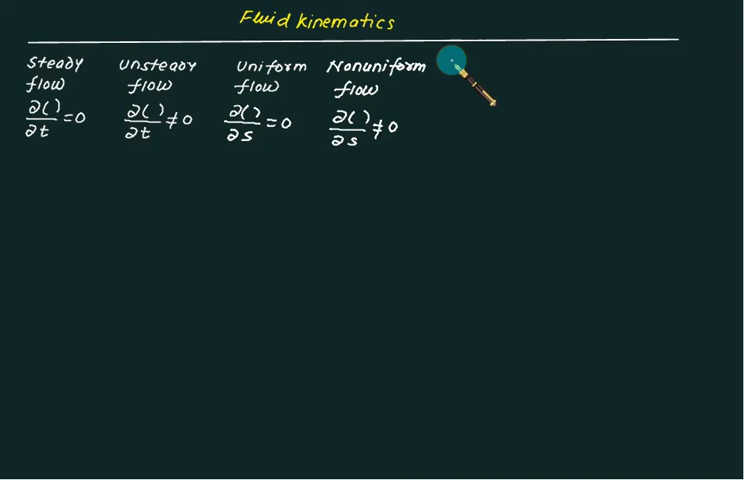 Fluid kinematics
Steady flow
∂( )/∂t = 0
Unsteady flow
∂( )/∂t ≠ 0
Uniform flow
∂( )/∂s = 0
Nonuniform flow
∂( )/∂s ≠ 0